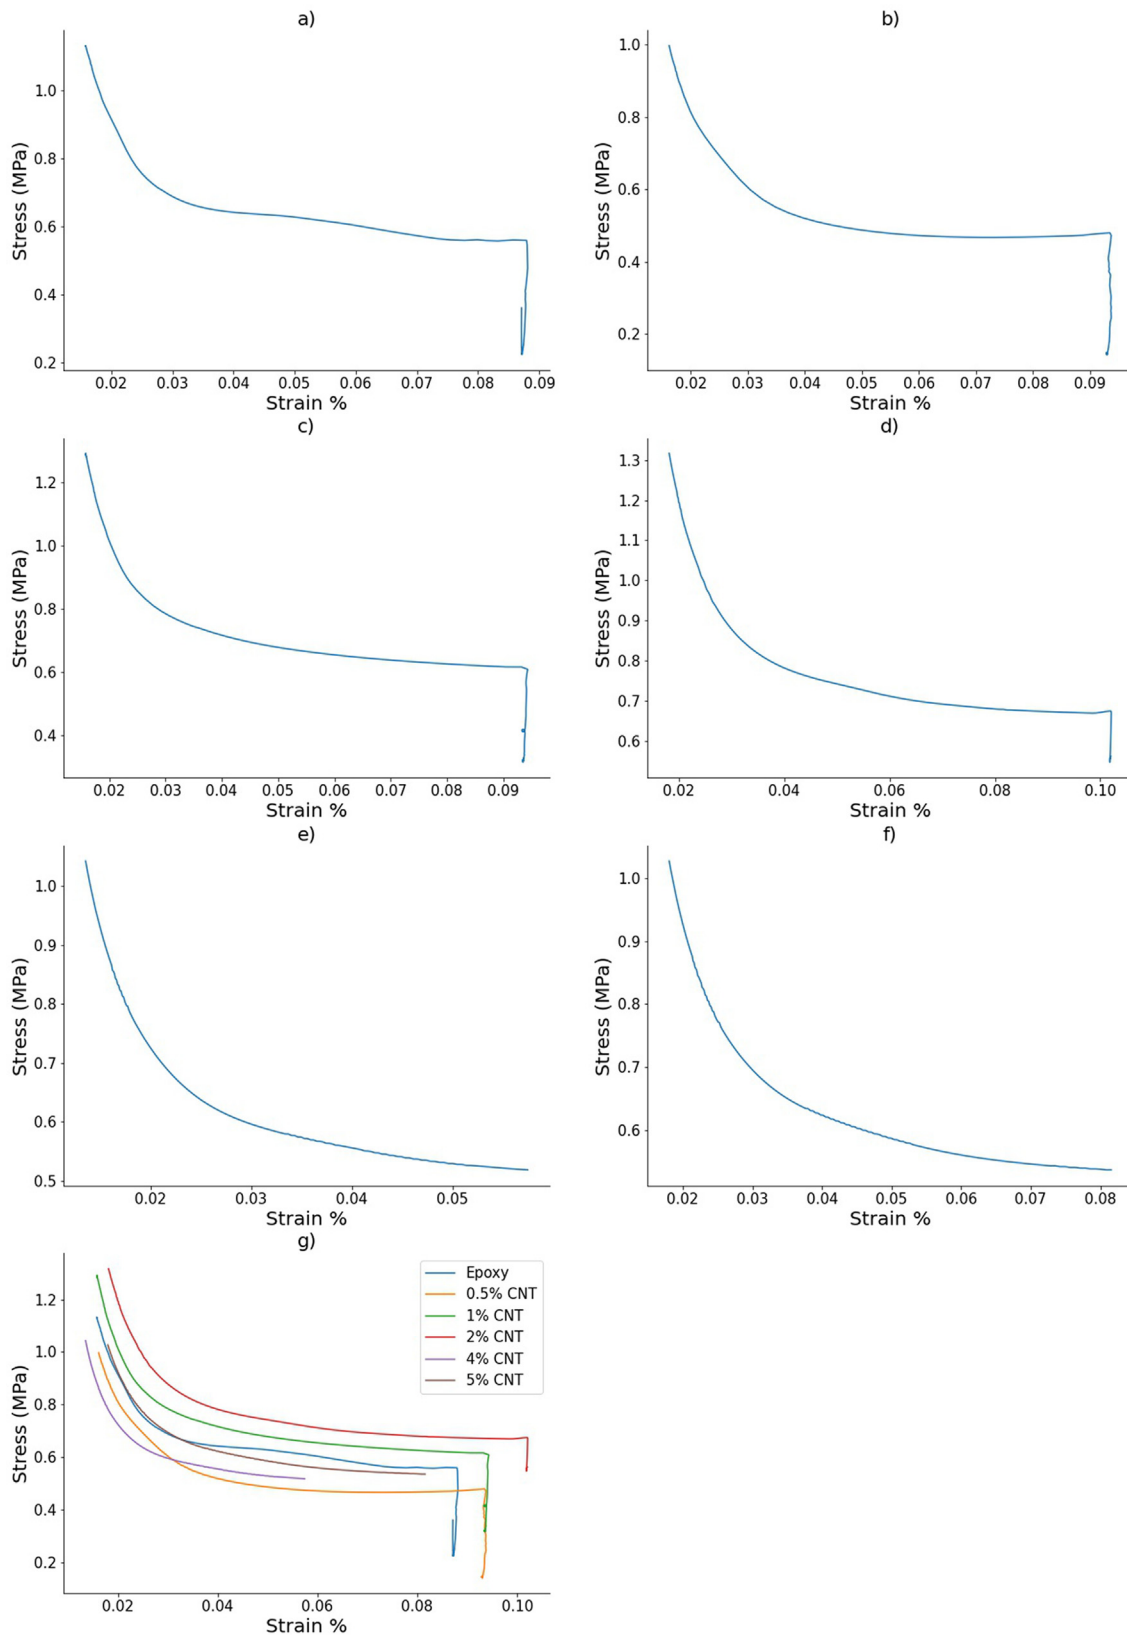 a)
Stress (MPa)
1.0
0.8
0.6
0.4
0.2
0.02 0.03 0.04 0.05 0.06 0.07 0.08 0.09
Strain %
b)
Stress (MPa)
1.0
0.8
0.6
0.4
0.2
0.02 0.03 0.04 0.05 0.06 0.07 0.08 0.09
Strain %
c)
Stress (MPa)
1.2
1.0
0.8
0.6
0.4
0.02 0.03 0.04 0.05 0.06 0.07 0.08 0.09
Strain %
d)
Stress (MPa)
1.3
1.2
1.1
1.0
0.9
0.8
0.7
0.6
0.02 0.04 0.06 0.08 0.10
Strain %
e)
Stress (MPa)
1.0
0.9
0.8
0.7
0.6
0.5
0.02 0.03 0.04 0.05
Strain %
f)
Stress (MPa)
1.0
0.9
0.8
0.7
0.6
0.02 0.03 0.04 0.05 0.06 0.07 0.08
Strain %
g)
Stress (MPa)
1.2
1.0
0.8
0.6
0.4
0.2
Epoxy
0.5% CNT
1% CNT
2% CNT
4% CNT
5% CNT
0.02 0.04 0.06 0.08 0.10
Strain %